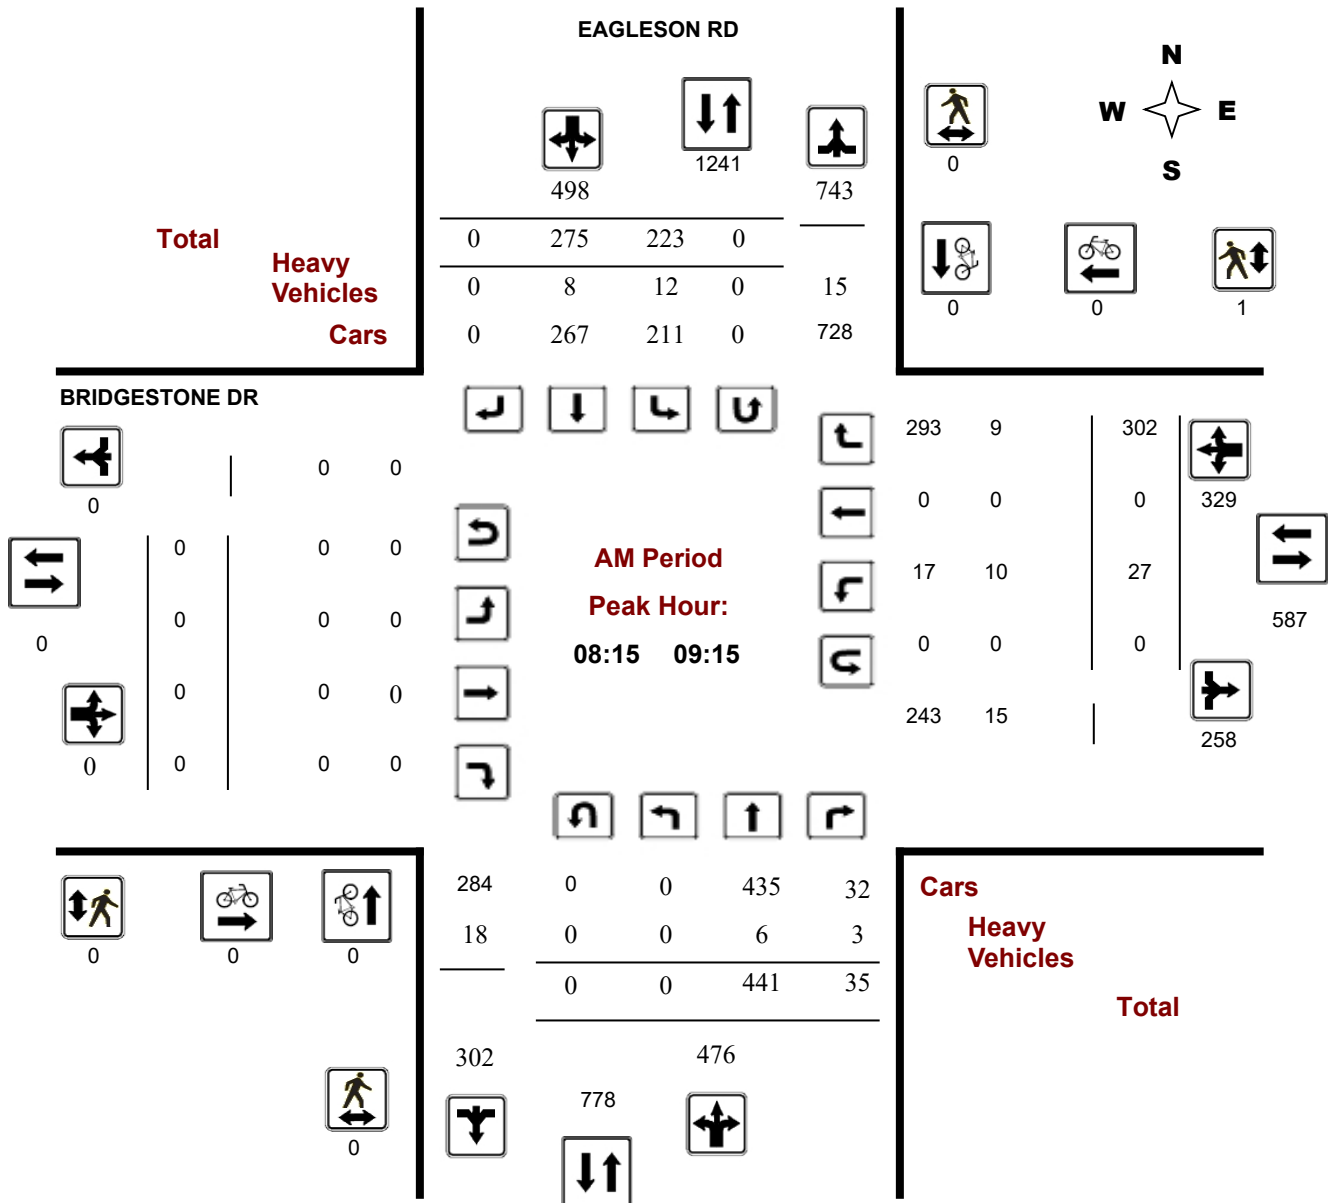 EAGLESON RD
N
W E
S
1241
0
498 743
Total 0 275 223 0
Heavy
Vehicles 0 8 12 0 15
0 0 1
Cars 0 267 211 0 728
BRIDGESTONE DR
293 9 302
0 0
0
0 0 0 329
0 0 0
AM Period
17 10 27
Peak Hour:
0 0 0
587
0
08:15 09:15
0 0 0
0 0 0
243 15
258
0 0 0 0
284 0 0 435 32
Cars
18 0 0 6 3
Heavy
Vehicles
0 0 0
0 0 441 35
Total
302 476
778
0